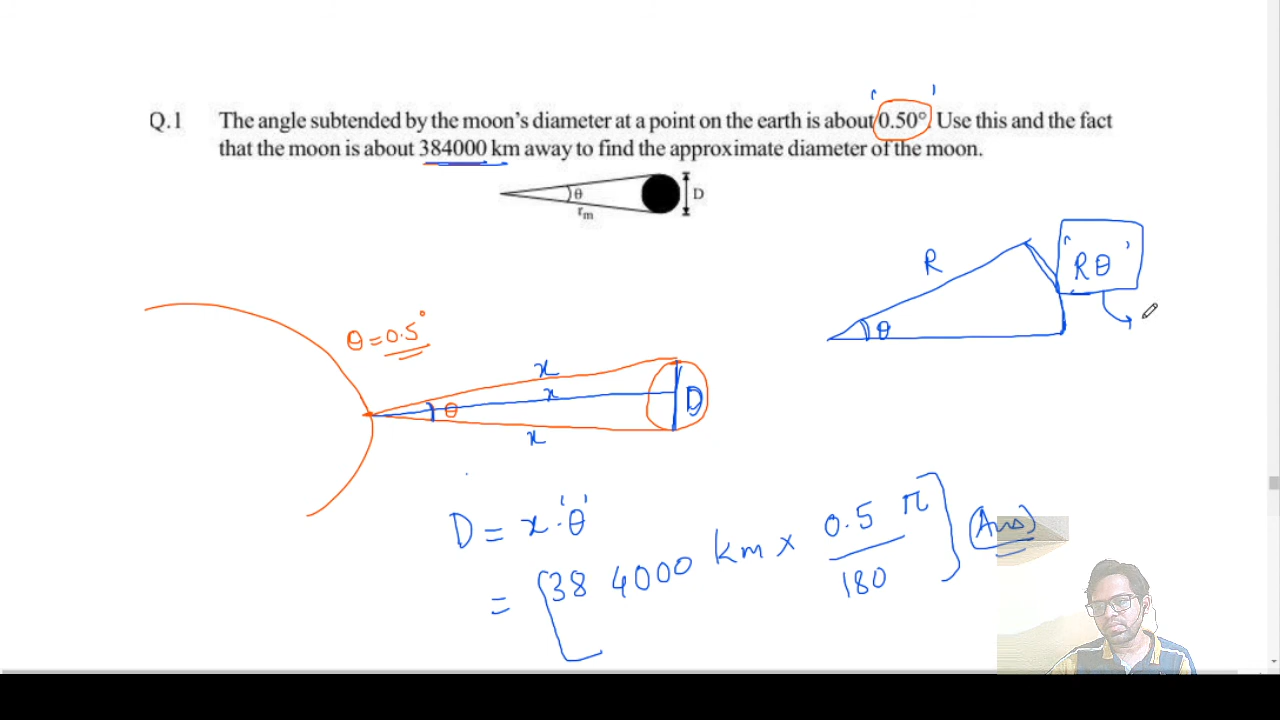 Q.1 The angle subtended by the moon's diameter at a point on the earth is about 0.50°. Use this and the fact
that the moon is about 384000 km away to find the approximate diameter of the moon.
θ
D
rm
R
'Rθ'
θ
θ = 0.5°
x
x
θ
D
x
D = x.'θ'
= [38 4000 km × 0.5 π / 180] (Ans)